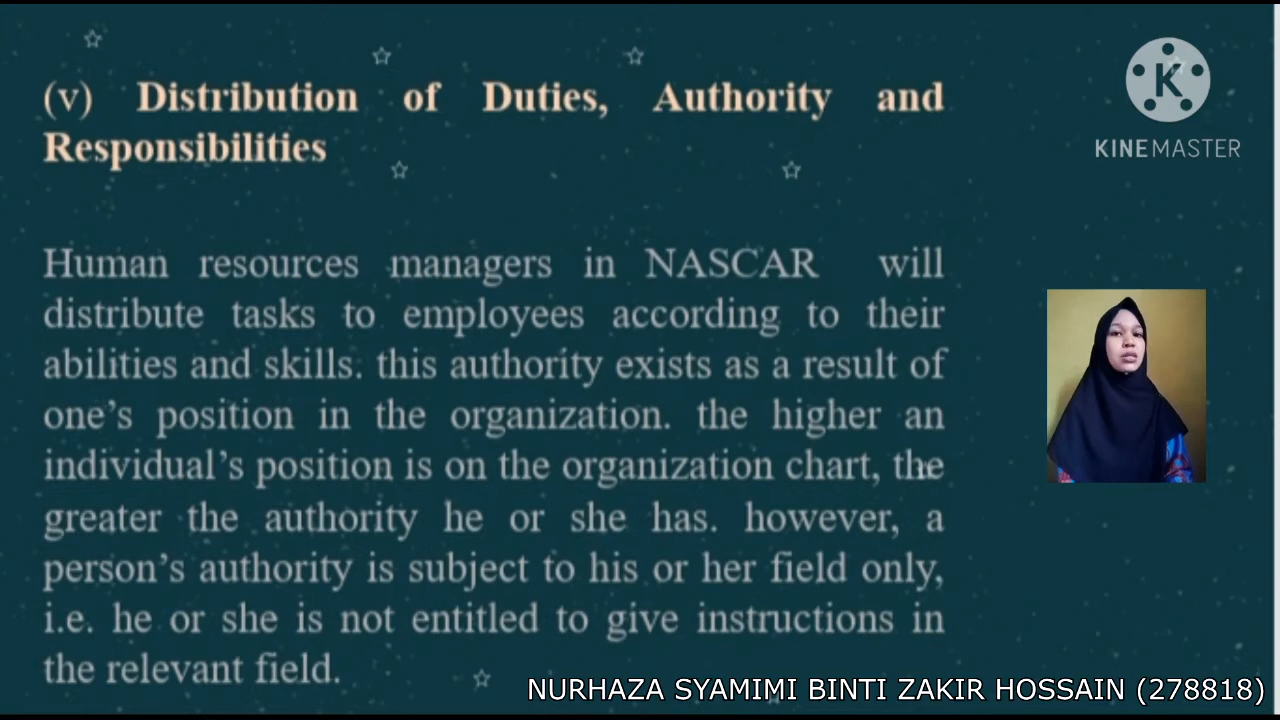 (v) Distribution of Duties, Authority and
Responsibilities
KINEMASTER
Human resources managers in NASCAR will
distribute tasks to employees according to their
abilities and skills. this authority exists as a result of
one's position in the organization. the higher an
individual's position is on the organization chart, the
greater the authority he or she has. however, a
person's authority is subject to his or her field only,
i.e. he or she is not entitled to give instructions in
the relevant field.
NURHAZA SYAMIMI BINTI ZAKIR HOSSAIN (278818)